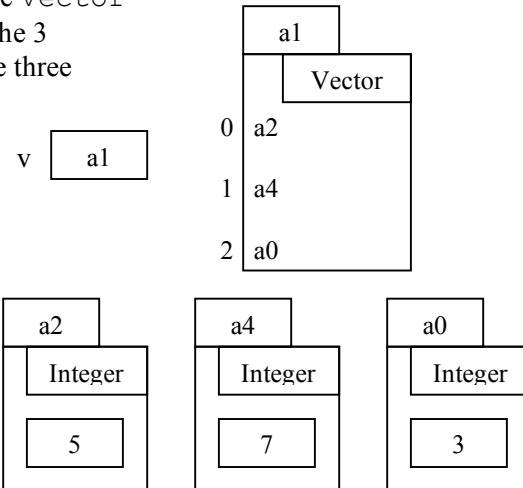 Vector
he 3
e three
a1
Vector
v a1
0 a2
1 a4
2 a0
a2 a4 a0
Integer Integer Integer
5 7 3